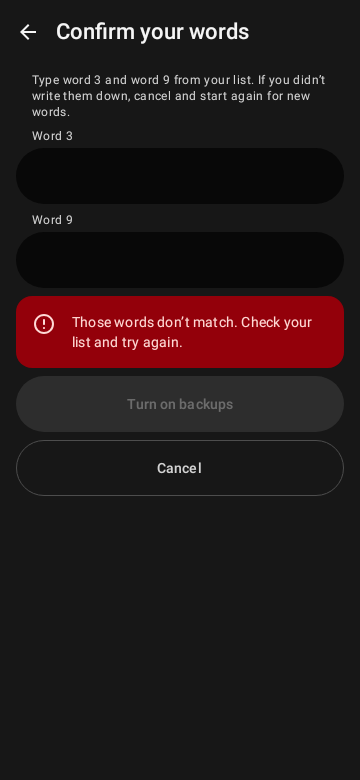 Confirm your words
Type word 3 and word 9 from your list. If you didn’t
write them down, cancel and start again for new
words.
Word 3
Word 9
Those words don’t match. Check your
list and try again.
Turn on backups
Cancel